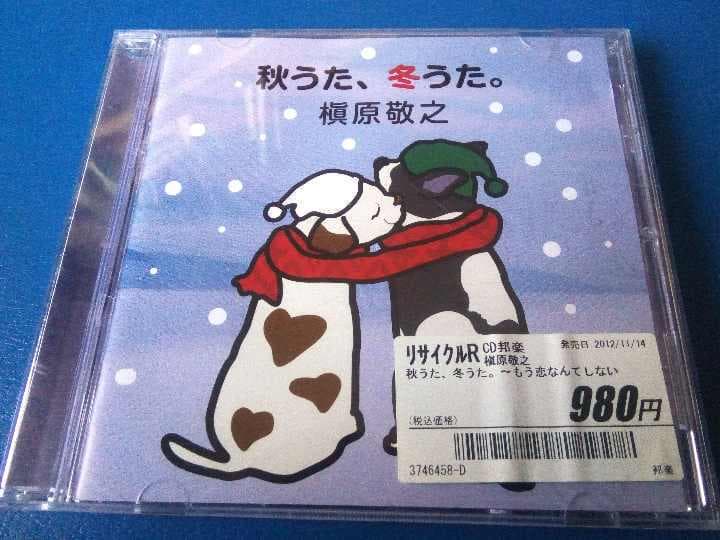 秋うた、冬うた。
槇原敬之
リサイクルR CD邦楽 発売日 2012/11/14
槇原敬之
秋うた、冬うた。～もう恋なんてしない
(税込価格) 980円
3746458-D 邦楽